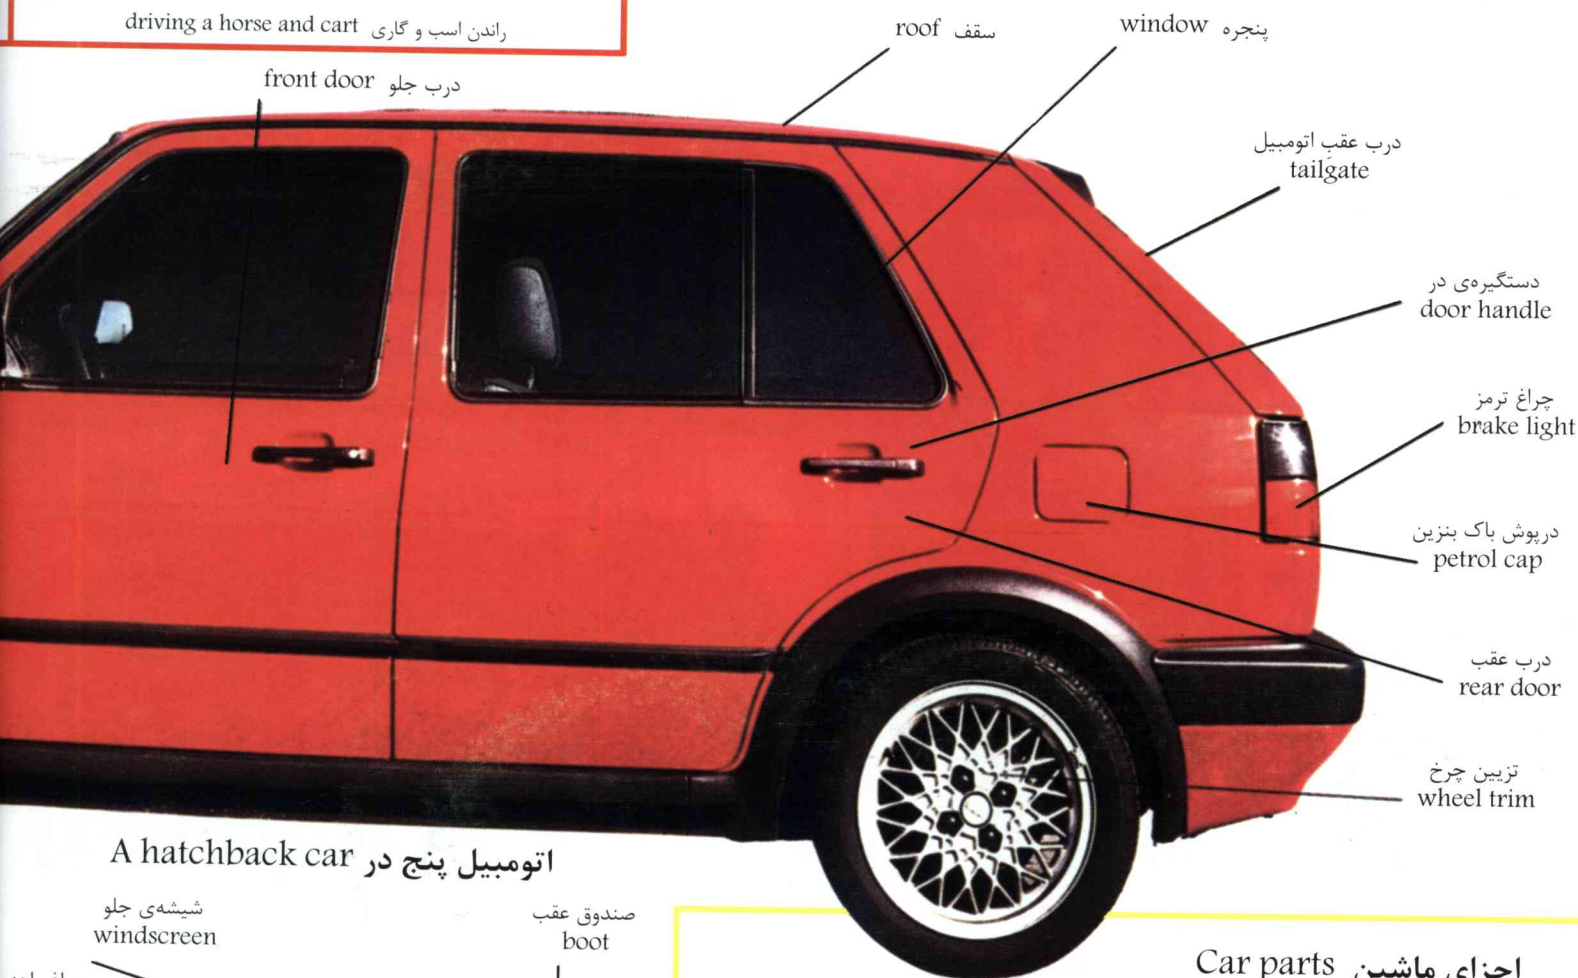 driving a horse and cart راندن اسب و گاری
front door درب جلو
roof سقف
window پنجره
درب عقب اتومبیل
tailgate
دستگیره‌ی در
door handle
چراغ ترمز
brake light
درپوش باک بنزین
petrol cap
درب عقب
rear door
تزیین چرخ
wheel trim
A hatchback car اتومبیل پنج در
شیشه‌ی جلو
windscreen
صندوق عقب
boot
Car parts اجزای ماشین